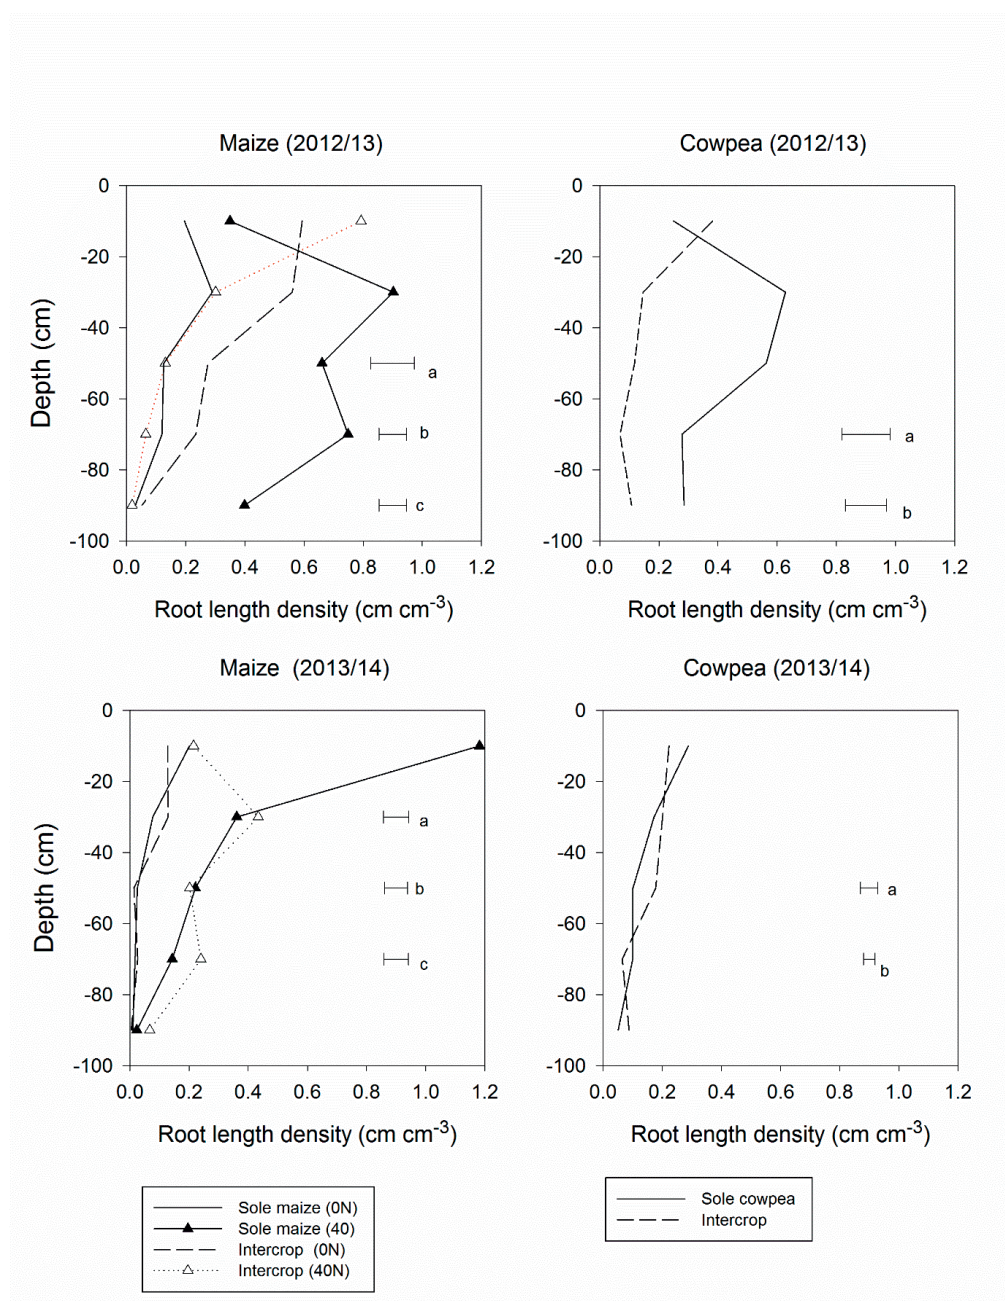 Maize (2012/13)
Cowpea (2012/13)
0
-20
-40
-60
-80
-100
Depth (cm)
a
b
c
0.0 0.2 0.4 0.6 0.8 1.0 1.2
Root length density (cm cm-3)
0
-20
-40
-60
-80
-100
a
b
0.0 0.2 0.4 0.6 0.8 1.0 1.2
Root length density (cm cm-3)
Maize (2013/14)
Cowpea (2013/14)
0
-20
-40
-60
-80
-100
Depth (cm)
a
b
c
0.0 0.2 0.4 0.6 0.8 1.0 1.2
Root length density (cm cm-3)
0
-20
-40
-60
-80
-100
a
b
0.0 0.2 0.4 0.6 0.8 1.0 1.2
Root length density (cm cm-3)
Sole maize (0N)
Sole maize (40)
Intercrop (0N)
Intercrop (40N)
Sole cowpea
Intercrop